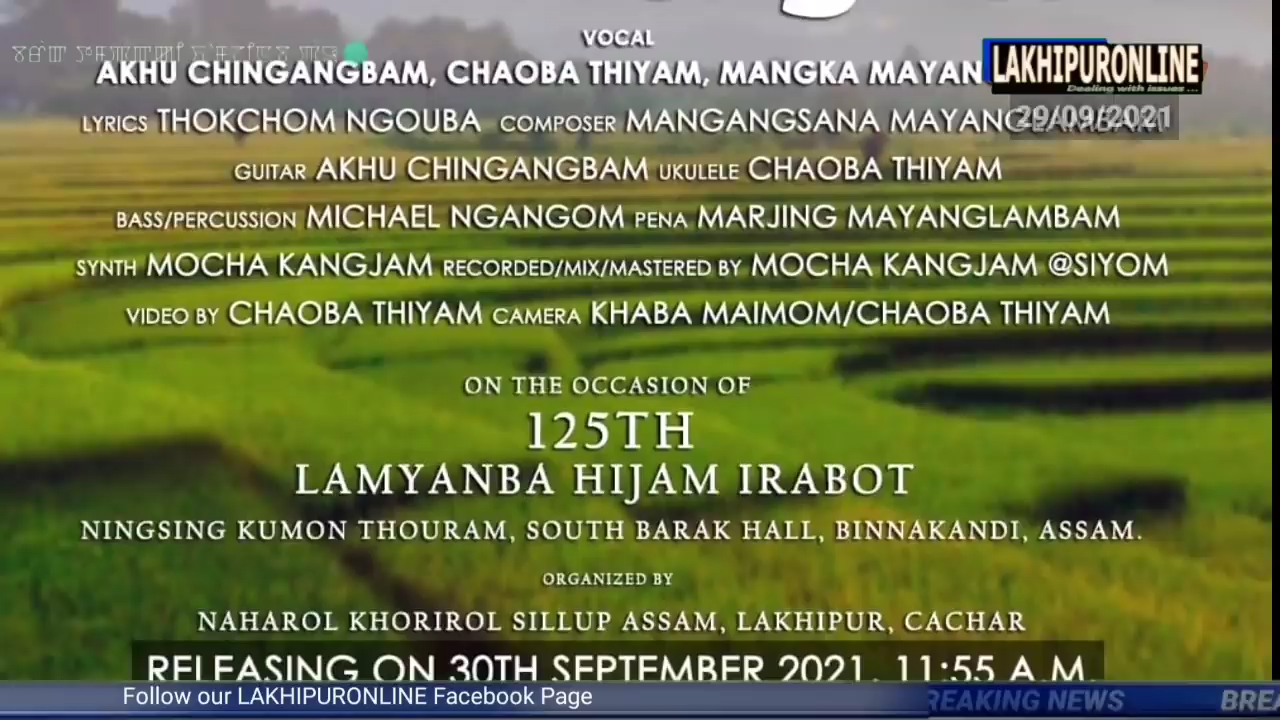 VOCAL
AKHU CHINGANGBAM, CHAOBA THIYAM, MANGKA MAYAN
LAKHIPURONLINE
Dealing with issues ...
29/09/2021
LYRICS THOKCHOM NGOUBA COMPOSER MANGANGSANA
GUITAR AKHU CHINGANGBAM UKULELE CHAOBA THIYAM
BASS/PERCUSSION MICHAEL NGANGOM PENA MARJING MAYANGLAMBAM
SYNTH MOCHA KANGJAM RECORDED/MIX/MASTERED BY MOCHA KANGJAM @SIYOM
VIDEO BY CHAOBA THIYAM CAMERA KHABA MAIMOM/CHAOBA THIYAM
ON THE OCCASION OF
125TH
LAMYANBA HIJAM IRABOT
NINGSING KUMON THOURAM, SOUTH BARAK HALL, BINNAKANDI, ASSAM.
ORGANIZED BY
NAHAROL KHORIROL SILLUP ASSAM, LAKHIPUR, CACHAR
RELEASING ON 30TH SEPTEMBER 2021, 11:55 A.M.
Follow our LAKHIPURONLINE Facebook Page
BREAKING NEWS BREA